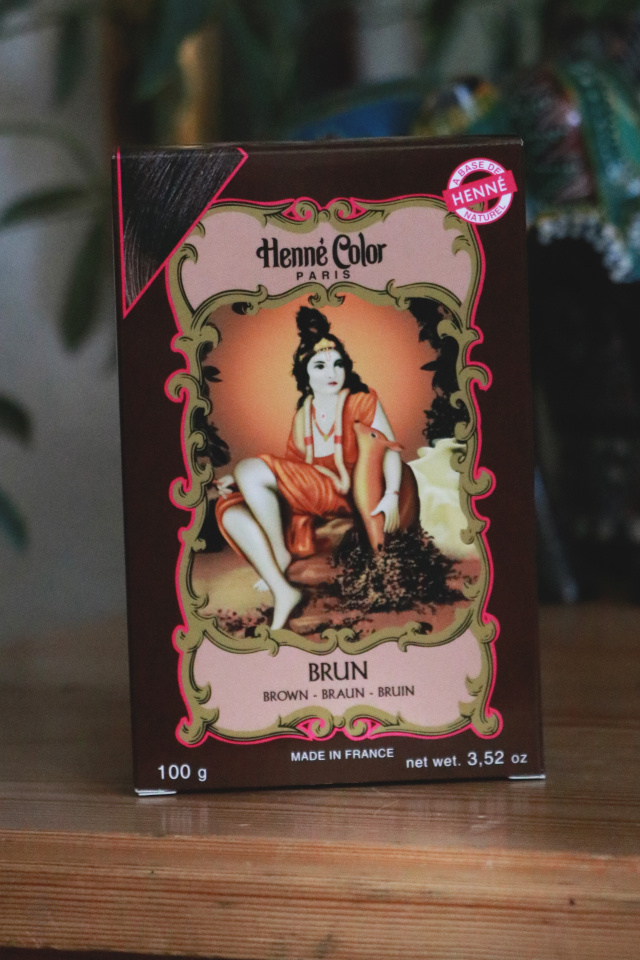 A BASE DE
HENNÉ
NATUREL
Henné Color
PARIS
BRUN
BROWN - BRAUN - BRUIN
MADE IN FRANCE
100 g
net wet. 3,52 oz